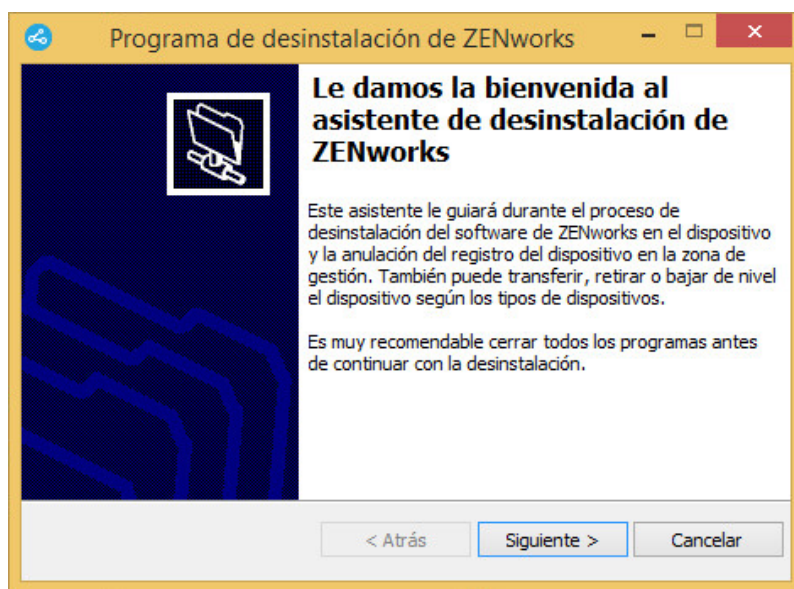 Programa de desinstalación de ZENworks
Le damos la bienvenida al
asistente de desinstalación de
ZENworks
Este asistente le guiará durante el proceso de
desinstalación del software de ZENworks en el dispositivo
y la anulación del registro del dispositivo en la zona de
gestión. También puede transferir, retirar o bajar de nivel
el dispositivo según los tipos de dispositivos.
Es muy recomendable cerrar todos los programas antes
de continuar con la desinstalación.
< Atrás Siguiente > Cancelar